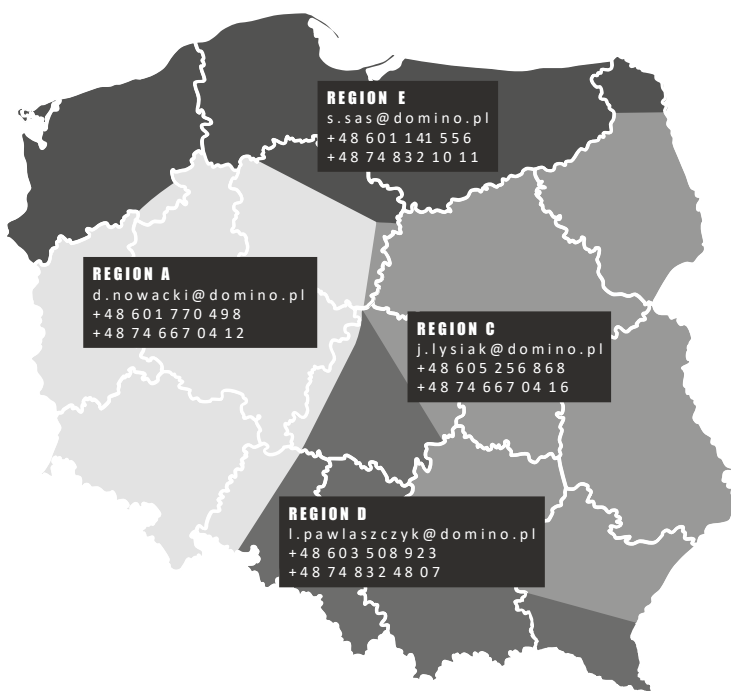 REGION E
s.sas@domino.pl
+48 601 141 556
+48 74 832 10 11
REGION A
d.nowacki@domino.pl
+48 601 770 498
+48 74 667 04 12
REGION C
j.lysiak@domino.pl
+48 605 256 868
+48 74 667 04 16
REGION D
l.pawlaszczyk@domino.pl
+48 603 508 923
+48 74 832 48 07